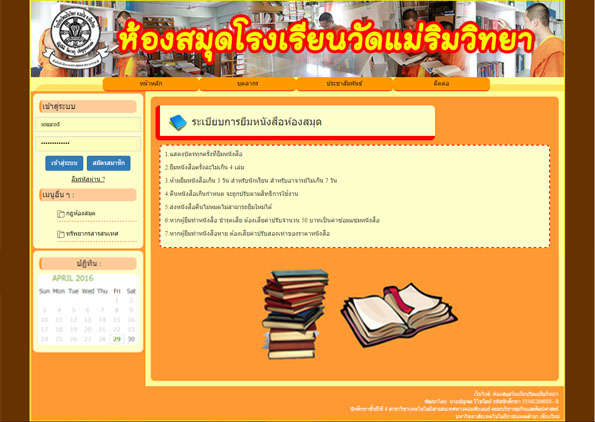 ห้องสมุดโรงเรียนวัดแม่ริมวิทยา
หน้าหลัก บุคลากร ประชาสัมพันธ์ ติดต่อ
เข้าสู่ระบบ
somrod
เข้าสู่ระบบ สมัครสมาชิก
ลืมรหัสผ่าน ?
เมนูอื่น ๆ :
กฎห้องสมุด
ทรัพยากรสารสนเทศ
ปฏิทิน :
APRIL 2016
Sun Mon Tue Wed Thu Fri Sat
1 2
3 4 5 6 7 8 9
10 11 12 13 14 15 16
17 18 19 20 21 22 23
24 25 26 27 28 29 30
ระเบียบการยืมหนังสือห้องสมุด
1.แสดงบัตรทุกครั้งที่ยืมหนังสือ
2.ยืมหนังสือครั้งละไม่เกิน 4 เล่ม
3.ห้ามยืมหนังสือเกิน 3 วัน สำหรับนักเรียน สำหรับอาจารย์ไม่เกิน 7 วัน
4.คืนหนังสือเกินกำหนด จะถูกปรับตามสิทธิการใช้งาน
5.ส่งหนังสือคืนไม่หมดไม่สามารถยืมใหม่ได้
6.หากผู้ยืมทำหนังสือ ชำรุดเสีย ต้องเสียค่าปรับจำนวน 50 บาทเป็นค่าซ่อมแซมหนังสือ
7.หากผู้ยืมทำหนังสือหาย ต้องเสียค่าปรับสองเท่าของราคาหนังสือ